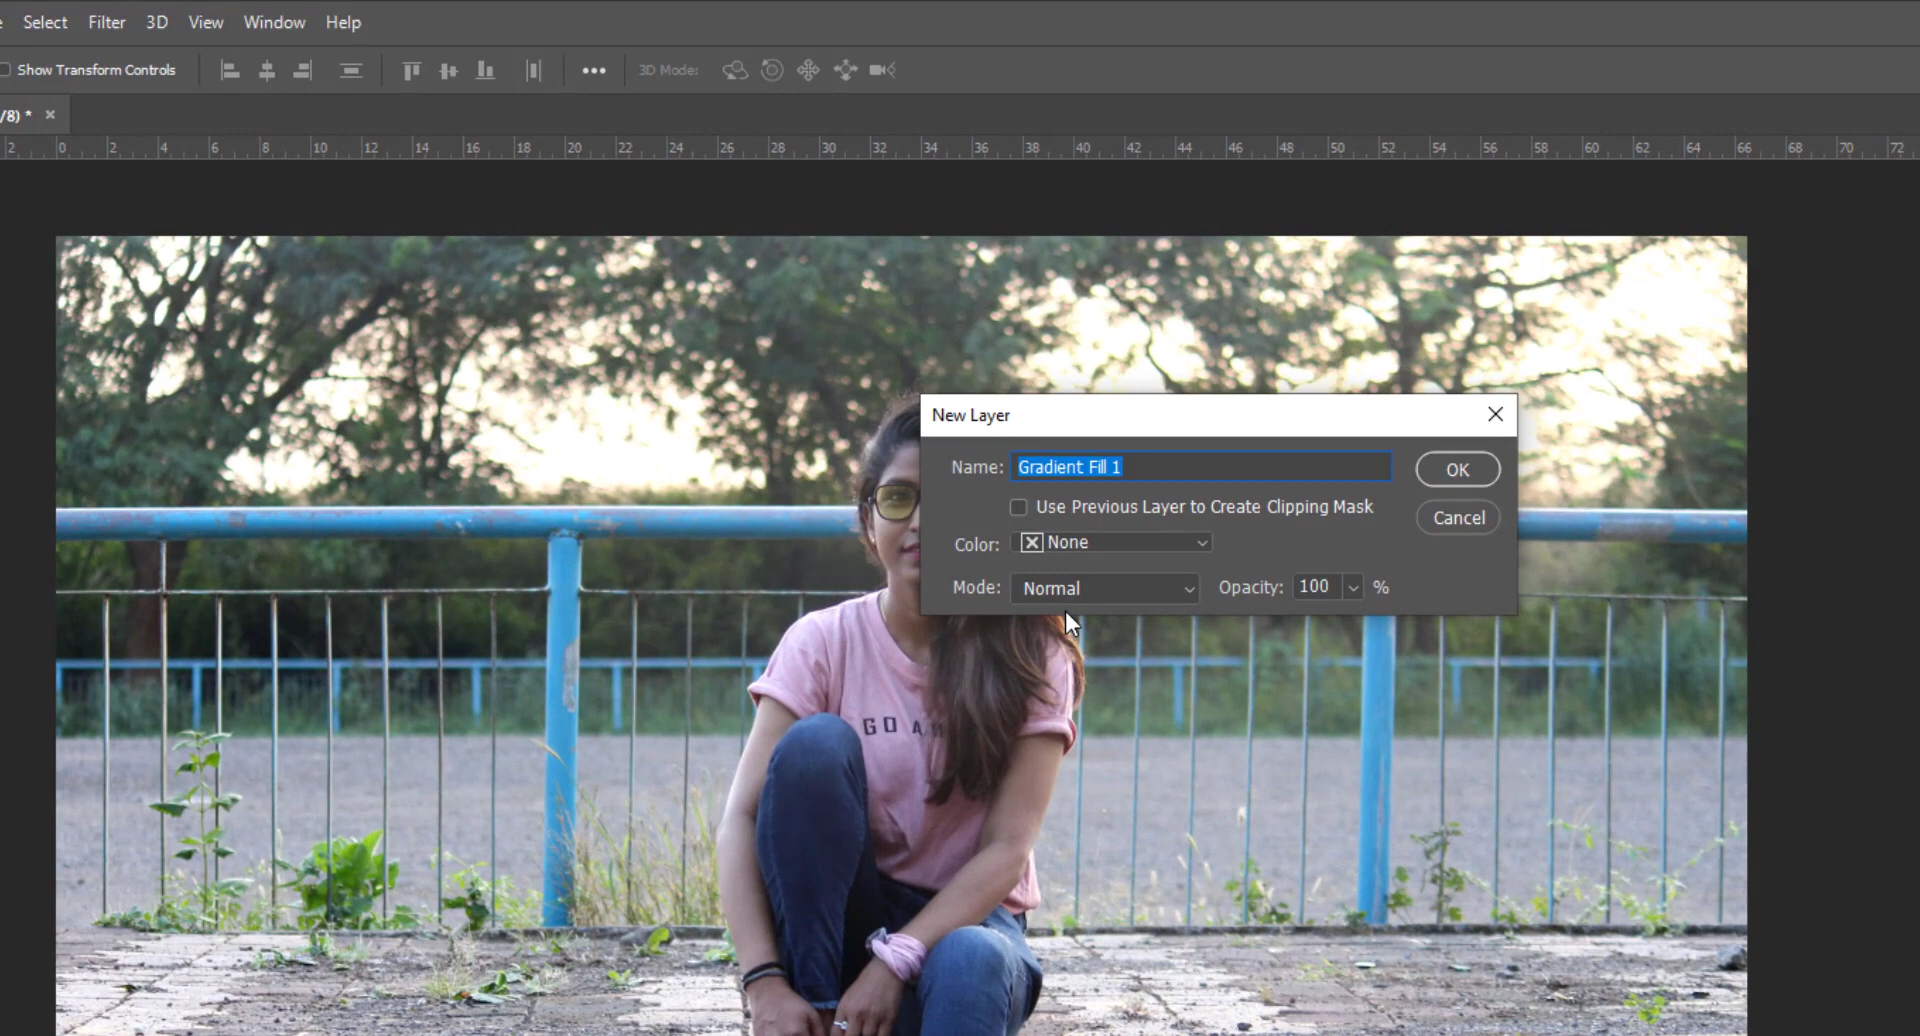 Select Filter 3D View Window Help
Show Transform Controls 3D Mode:
/8) *
2 0 2 4 6 8 10 12 14 16 18 20 22 24 26 28 30 32 34 36 38 40 42 44 46 48 50 52 54 56 58 60 62 64 66 68 70 72
New Layer
Name: Gradient Fill 1 OK
Use Previous Layer to Create Clipping Mask Cancel
Color: None
Mode: Normal Opacity: 100 %
GO A